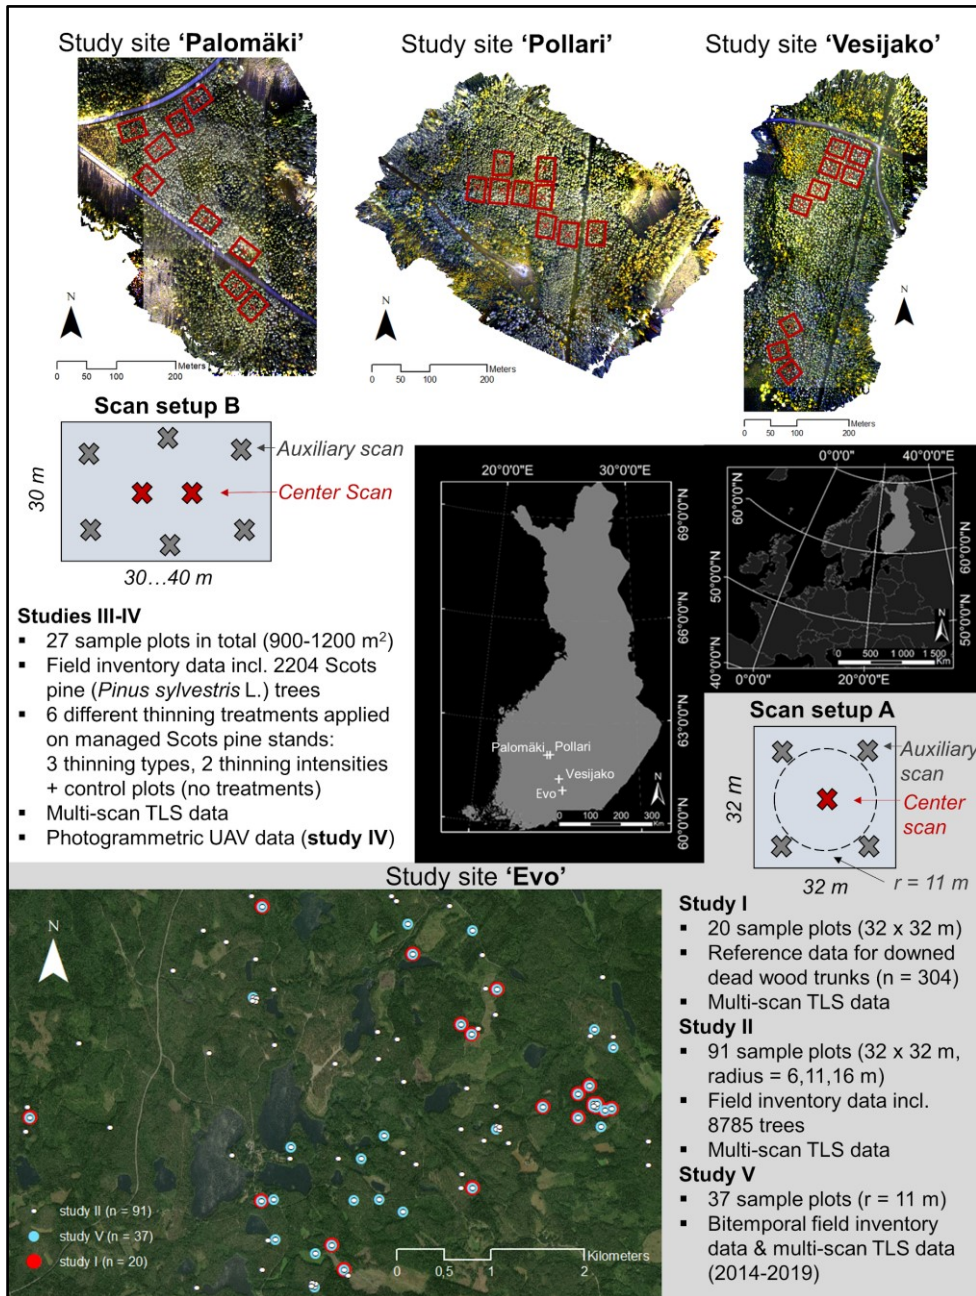 Study site ‘Palomäki’
Study site ‘Pollari’
Study site ‘Vesijako’
N
0 50 100 200
Meters
N
0 50 100 200
Meters
N
0 50 100 200
Meters
Scan setup B
30 m
Auxiliary scan
Center Scan
30…40 m
Studies III-IV
▪ 27 sample plots in total (900-1200 m²)
▪ Field inventory data incl. 2204 Scots
pine (Pinus sylvestris L.) trees
▪ 6 different thinning treatments applied
on managed Scots pine stands:
3 thinning types, 2 thinning intensities
+ control plots (no treatments)
▪ Multi-scan TLS data
▪ Photogrammetric UAV data (study IV)
20°0'0"E 30°0'0"E
69°0'0"N
66°0'0"N
63°0'0"N
60°0'0"N
Palomäki Pollari
Vesijako
Evo
N
0 100 200 300
Km
0°0'0" 40°0'0"E
60°0'0"N
50°0'0"N
40°0'0"N
60°0'0"N
50°0'0"N
20°0'0"E
N
0 500 1 000 1 500
Km
Scan setup A
32 m
Auxiliary
scan
Center
scan
32 m
r = 11 m
Study site ‘Evo’
N
study II (n = 91)
study V (n = 37)
study I (n = 20)
Kilometers
0 0,5 1 2
Study I
▪ 20 sample plots (32 x 32 m)
▪ Reference data for downed
dead wood trunks (n = 304)
▪ Multi-scan TLS data
Study II
▪ 91 sample plots (32 x 32 m,
radius = 6,11,16 m)
▪ Field inventory data incl.
8785 trees
▪ Multi-scan TLS data
Study V
▪ 37 sample plots (r = 11 m)
▪ Bitemporal field inventory
data & multi-scan TLS data
(2014-2019)